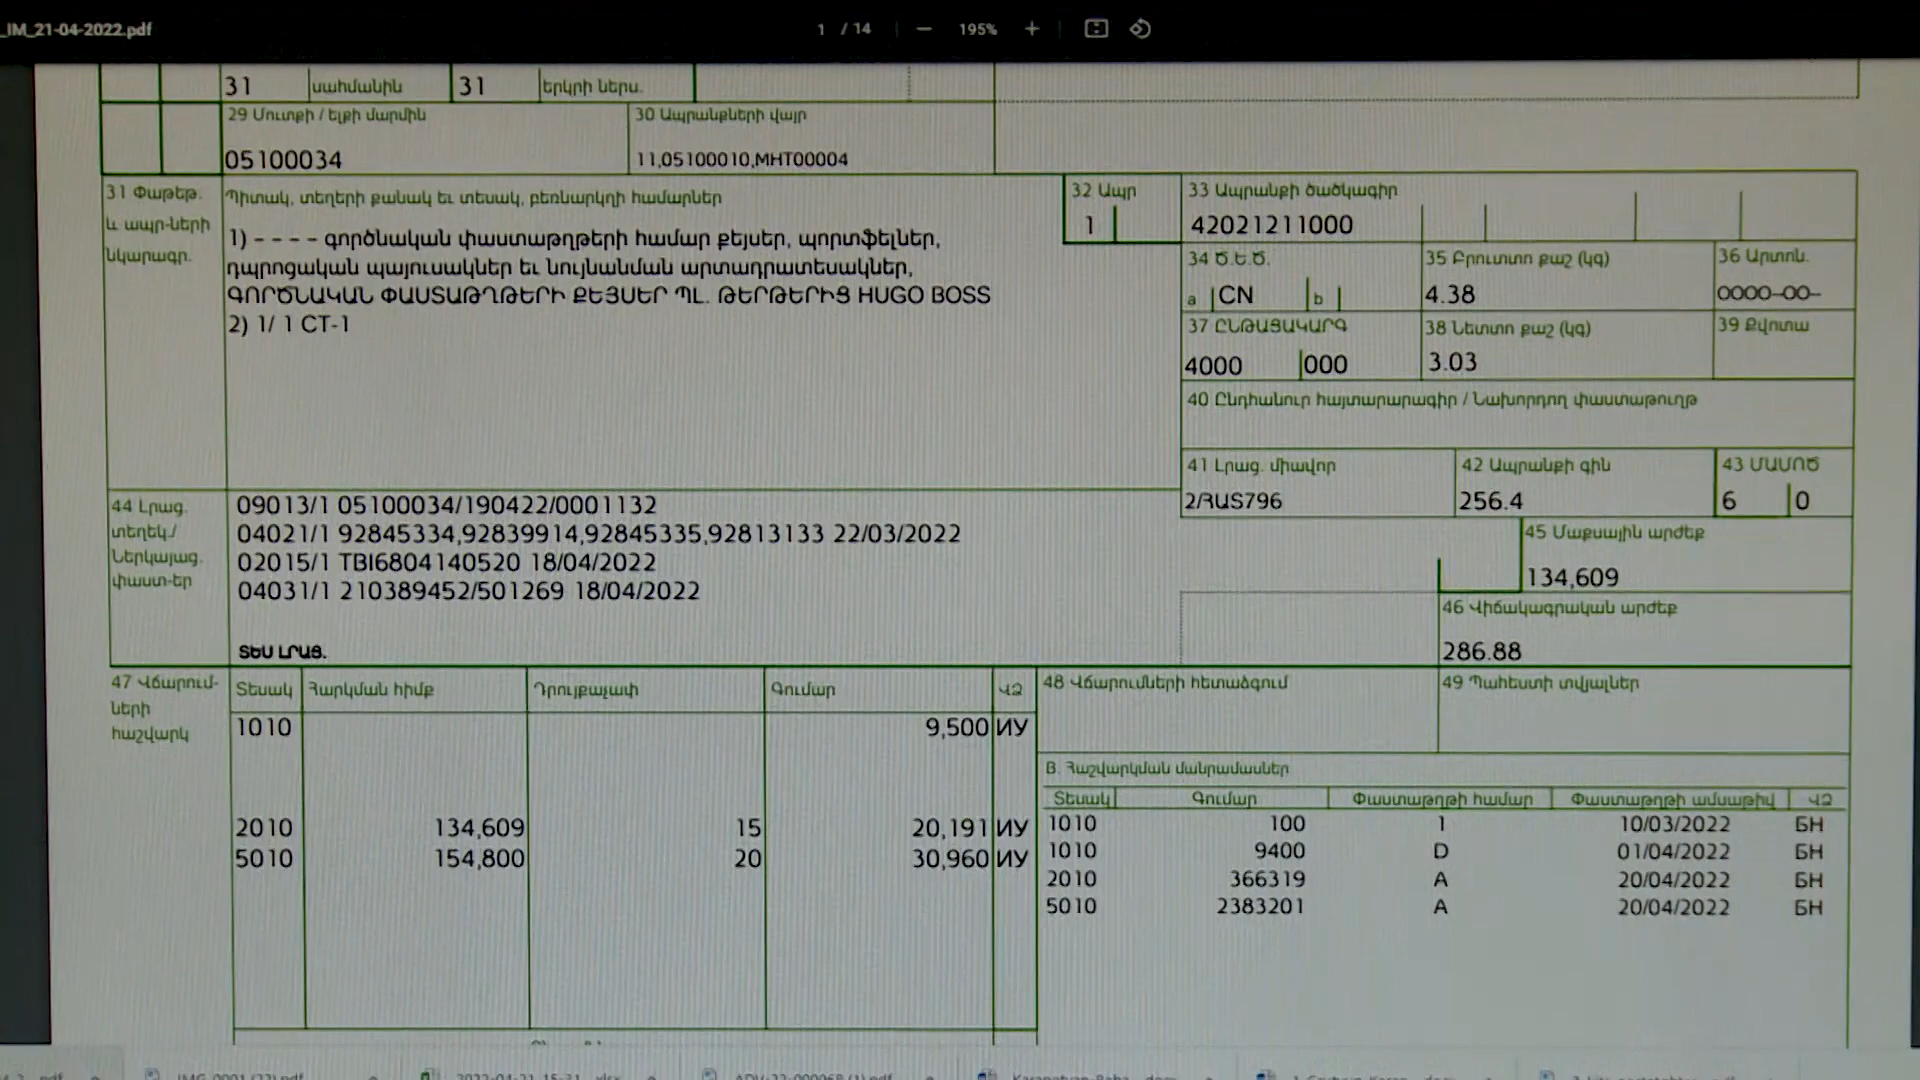 _IM_21-04-2022.pdf
1 / 14
195%
31 սահմանին 31 երկրի ներս.
29 Մուտքի / ելքի մարմին
30 Ապրանքների վայր
05100034
11,05100010,MHT00004
31 Փաթեթ. և ապր-ների նկարագր.
Պիտակ, տեղերի քանակ եւ տեսակ, բեռնարկղի համարներ
1) – – – – գործնական փաստաթղթերի համար քեյսեր, պորտֆելներ,
դպրոցական պայուսակներ եւ նույնանման արտադրատեսակներ,
ԳՈՐԾՆԱԿԱՆ ՓԱՍՏԱԹՂԹԵՐԻ ՔԵՅՍԵՐ ՊԼ. ԹԵՐԹԵՐԻՑ HUGO BOSS
2) 1/ 1 CT-1
32 Ապր
1
33 Ապրանքի ծածկագիր
42021211000
34 Ծ.Ե.Ծ.
a CN b
35 Բրուտտո քաշ (կգ)
4.38
36 Արտոն.
0000–00–
37 ԸՆԹԱՑԱԿԱՐԳ
4000 000
38 Նետտո քաշ (կգ)
3.03
39 Քվոտա
40 Ընդհանուր հայտարարագիր / Նախորդող փաստաթուղթ
41 Լրաց. միավոր
2/ՀԱՏ796
42 Ապրանքի գին
256.4
43 ՄԱՄՈԾ
6 0
44 Լրաց. տեղեկ./ Ներկայաց. փաստ-եր
09013/1 05100034/190422/0001132
04021/1 92845334,92839914,92845335,92813133 22/03/2022
02015/1 TBI6804140520 18/04/2022
04031/1 210389452/501269 18/04/2022
ՏԵՍ ԼՐԱՑ.
45 Մաքսային արժեք
134,609
46 Վիճակագրական արժեք
286.88
47 Վճարում-ների հաշվարկ
Տեսակ Հարկման հիմք Դրույքաչափ Գումար ՎՁ
1010 9,500 ИУ
2010 134,609 15 20,191 ИУ
5010 154,800 20 30,960 ИУ
48 Վճարումների հետաձգում
49 Պահեստի տվյալներ
B. Հաշվարկման մանրամասներ
Տեսակ Գումար Փաստաթղթի համար Փաստաթղթի ամսաթիվ ՎՁ
1010 100 1 10/03/2022 БН
1010 9400 D 01/04/2022 БН
2010 366319 A 20/04/2022 БН
5010 2383201 A 20/04/2022 БН